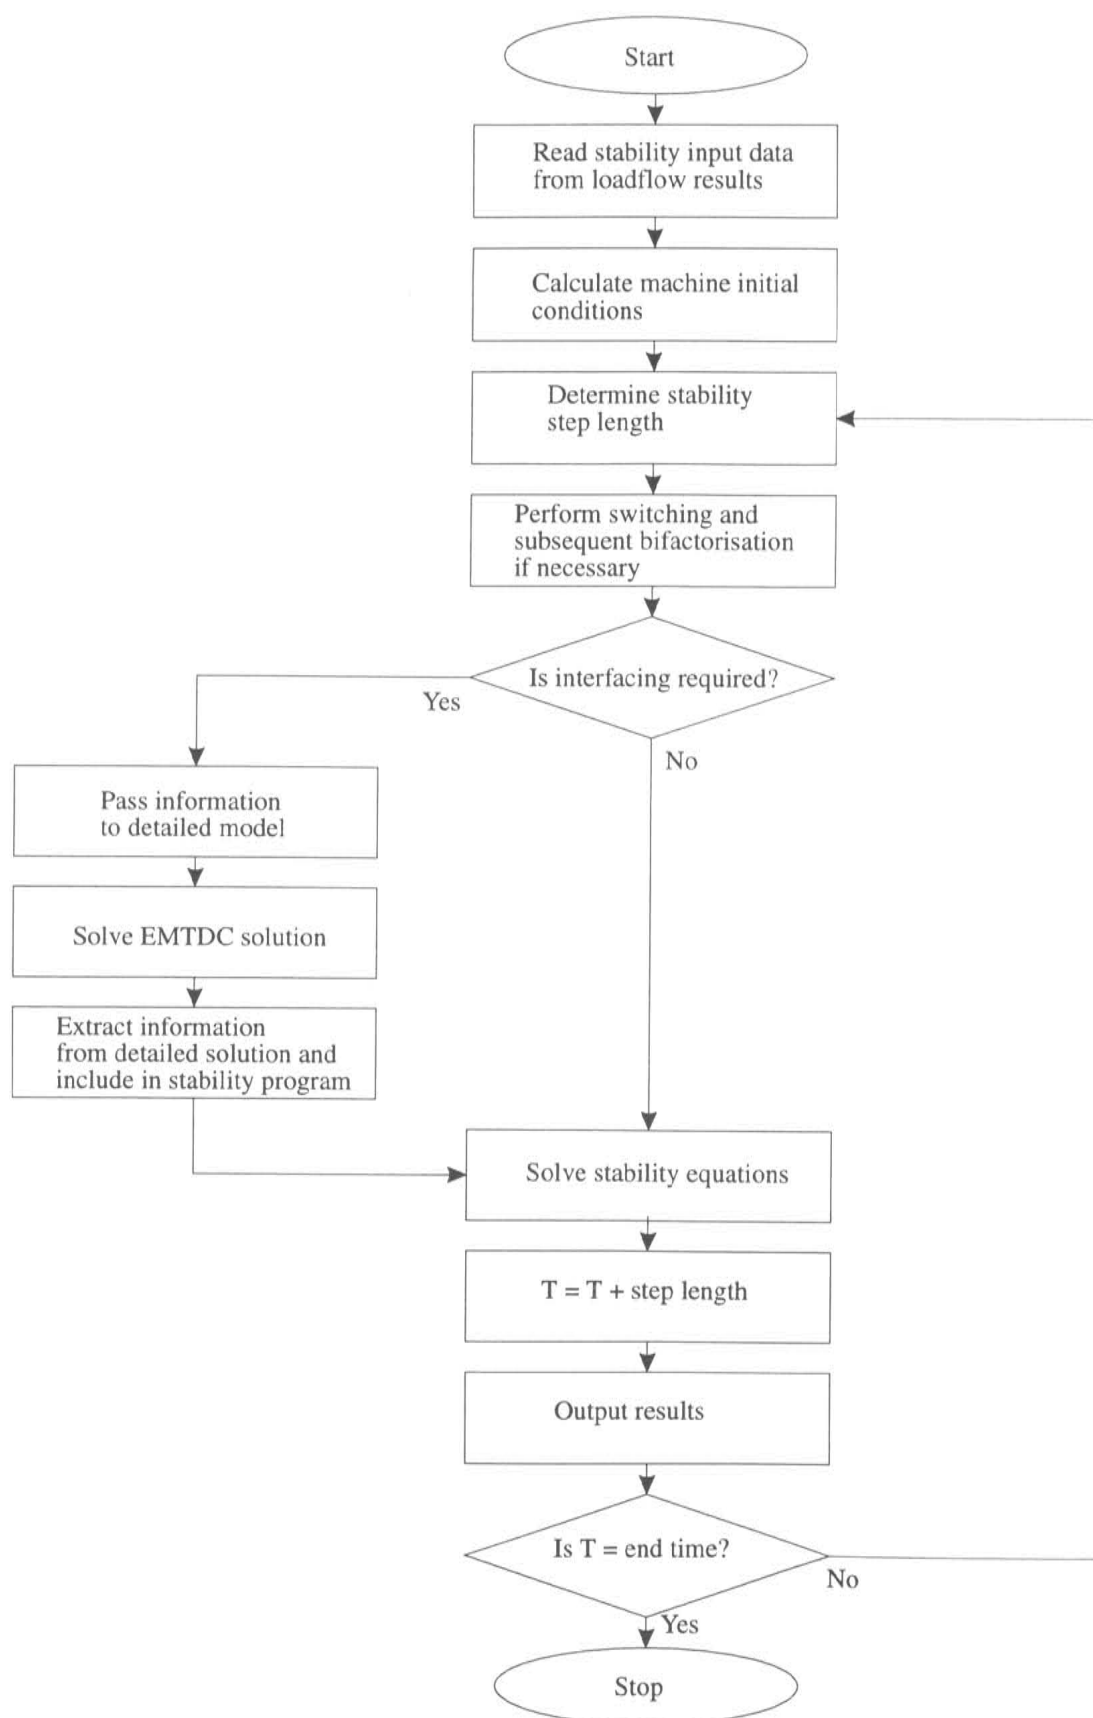 Start
Read stability input data
from loadflow results
Calculate machine initial
conditions
Determine stability
step length
Perform switching and
subsequent bifactorisation
if necessary
Is interfacing required?
Yes
No
Pass information
to detailed model
Solve EMTDC solution
Extract information
from detailed solution and
include in stability program
Solve stability equations
T = T + step length
Output results
Is T = end time?
No
Yes
Stop